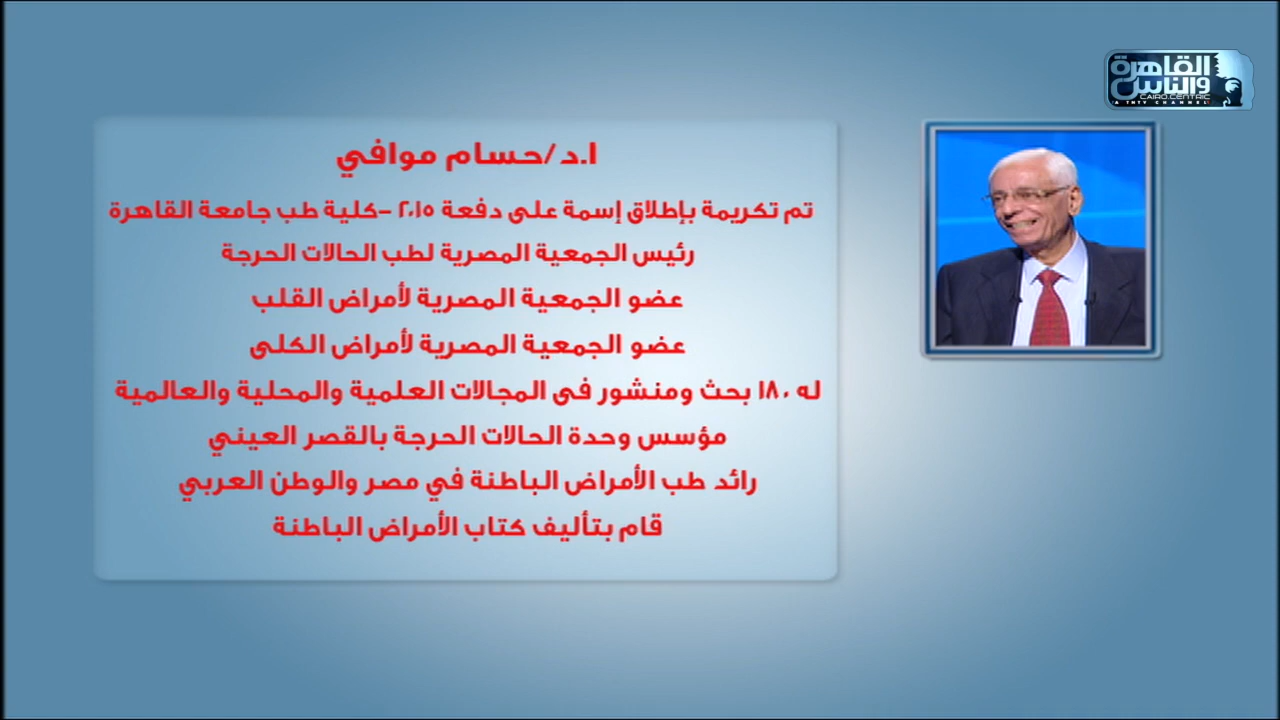 القاهرة
والناس
CAIRO.CENTRIC
A TNTV CHANNEL
ا.د/حسام موافي
تم تكريمة بإطلاق إسمة على دفعة ٢٠١٥ -كلية طب جامعة القاهرة
رئيس الجمعية المصرية لطب الحالات الحرجة
عضو الجمعية المصرية لأمراض القلب
عضو الجمعية المصرية لأمراض الكلى
له ١٨٠ بحث ومنشور فى المجالات العلمية والمحلية والعالمية
مؤسس وحدة الحالات الحرجة بالقصر العيني
رائد طب الأمراض الباطنة في مصر والوطن العربي
قام بتأليف كتاب الأمراض الباطنة